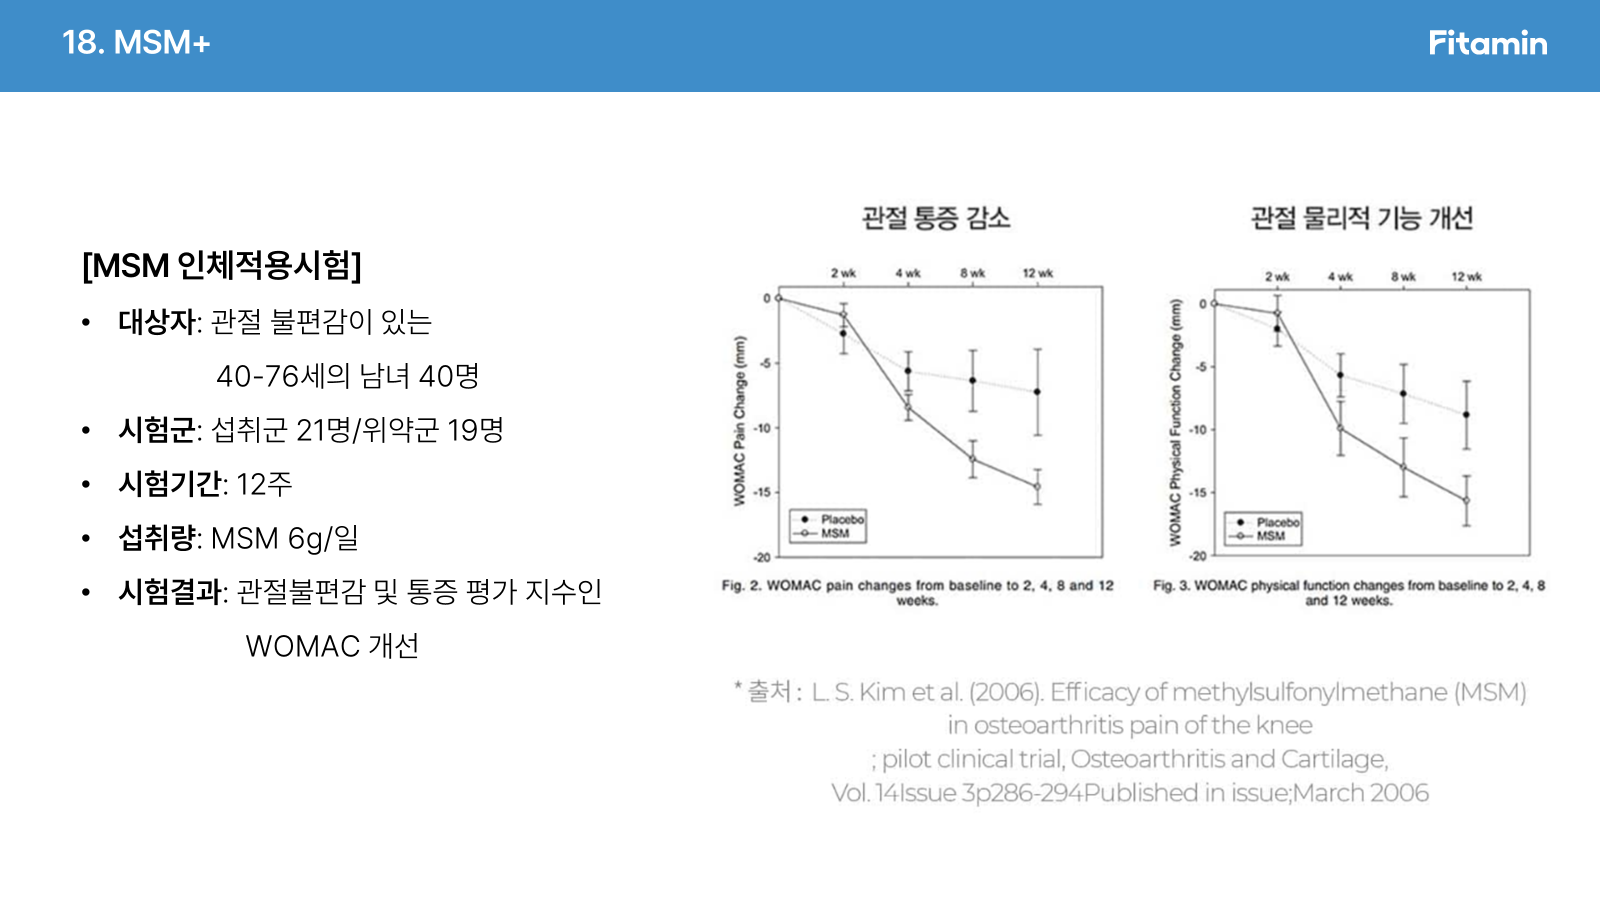 18. MSM+
Fitamin
[MSM 인체적용시험]
• 대상자: 관절 불편감이 있는
40-76세의 남녀 40명
• 시험군: 섭취군 21명/위약군 19명
• 시험기간: 12주
• 섭취량: MSM 6g/일
• 시험결과: 관절불편감 및 통증 평가 지수인
WOMAC 개선
관절 통증 감소
2 wk 4 wk 8 wk 12 wk
0
-5
-10
-15
-20
WOMAC Pain Change (mm)
Placebo
MSM
Fig. 2. WOMAC pain changes from baseline to 2, 4, 8 and 12
weeks.
관절 물리적 기능 개선
2 wk 4 wk 8 wk 12 wk
0
-5
-10
-15
-20
WOMAC Physical Function Change (mm)
Placebo
MSM
Fig. 3. WOMAC physical function changes from baseline to 2, 4, 8
and 12 weeks.
* 출처 : L. S. Kim et al. (2006). Efficacy of methylsulfonylmethane (MSM)
in osteoarthritis pain of the knee
; pilot clinical trial, Osteoarthritis and Cartilage,
Vol. 14Issue 3p286-294Published in issue;March 2006